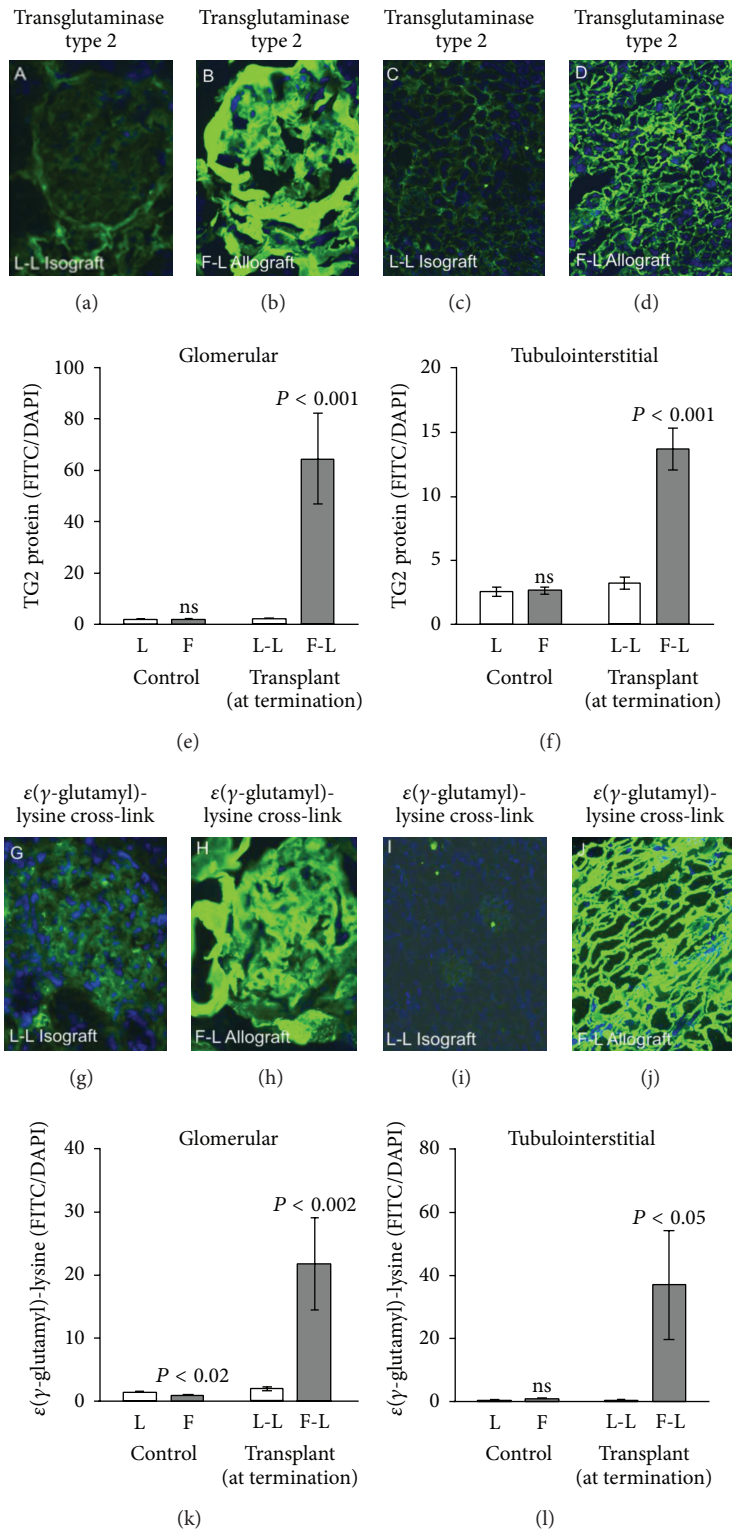 Transglutaminase type 2
Transglutaminase type 2
Transglutaminase type 2
Transglutaminase type 2
A
B
C
D
L-L Isograft
F-L Allograft
L-L Isograft
F-L Allograft
(a)
(b)
(c)
(d)
Glomerular
TG2 protein (FITC/DAPI)
100
80
60
40
20
0
P < 0.001
ns
L
F
L-L
F-L
Control
Transplant
(at termination)
(e)
Tubulointerstitial
TG2 protein (FITC/DAPI)
20
15
10
5
0
P < 0.001
ns
L
F
L-L
F-L
Control
Transplant
(at termination)
(f)
ε(γ-glutamyl)-
lysine cross-link
ε(γ-glutamyl)-
lysine cross-link
ε(γ-glutamyl)-
lysine cross-link
ε(γ-glutamyl)-
lysine cross-link
G
H
I
L-L Isograft
F-L Allograft
L-L Isograft
F-L Allograft
(g)
(h)
(i)
(j)
Glomerular
ε(γ-glutamyl)-lysine (FITC/DAPI)
40
30
20
10
0
P < 0.002
P < 0.02
L
F
L-L
F-L
Control
Transplant
(at termination)
(k)
Tubulointerstitial
ε(γ-glutamyl)-lysine (FITC/DAPI)
80
60
40
20
0
P < 0.05
ns
L
F
L-L
F-L
Control
Transplant
(at termination)
(l)